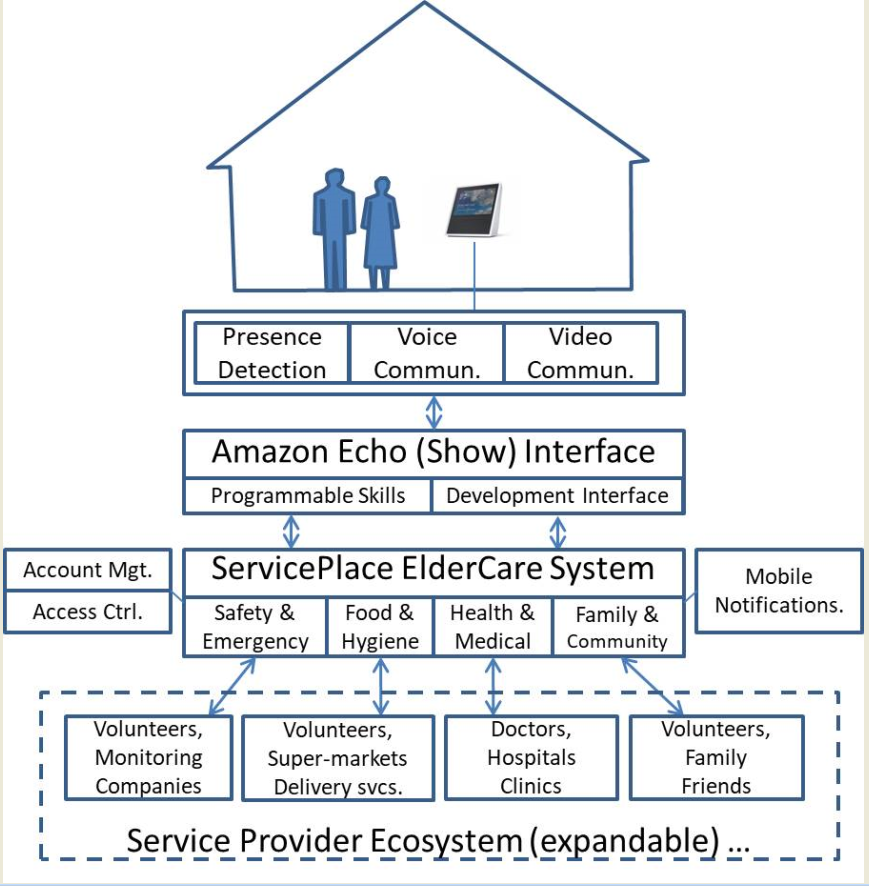 Presence
Detection
Voice
Commun.
Video
Commun.
Amazon Echo (Show) Interface
Programmable Skills
Development Interface
Account Mgt.
Access Ctrl.
ServicePlace ElderCare System
Safety &
Emergency
Food &
Hygiene
Health &
Medical
Family &
Community
Mobile
Notifications.
Volunteers,
Monitoring
Companies
Volunteers,
Super-markets
Delivery svcs.
Doctors,
Hospitals
Clinics
Volunteers,
Family
Friends
Service Provider Ecosystem (expandable) ...